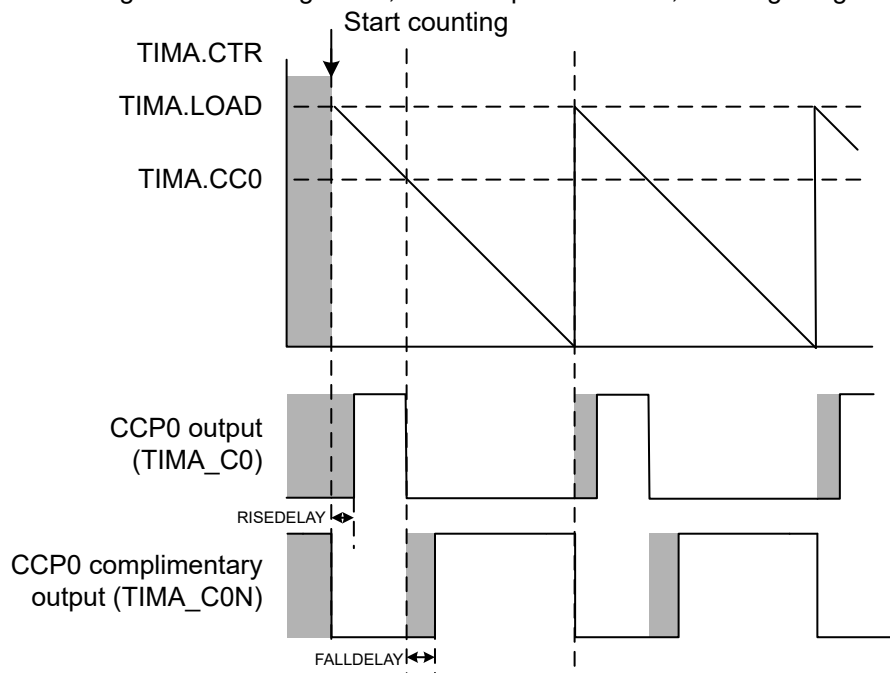 Start counting
TIMA.CTR
TIMA.LOAD
TIMA.CC0
CCP0 output
(TIMA_C0)
RISEDELAY
CCP0 complimentary
output (TIMA_C0N)
FALLDELAY